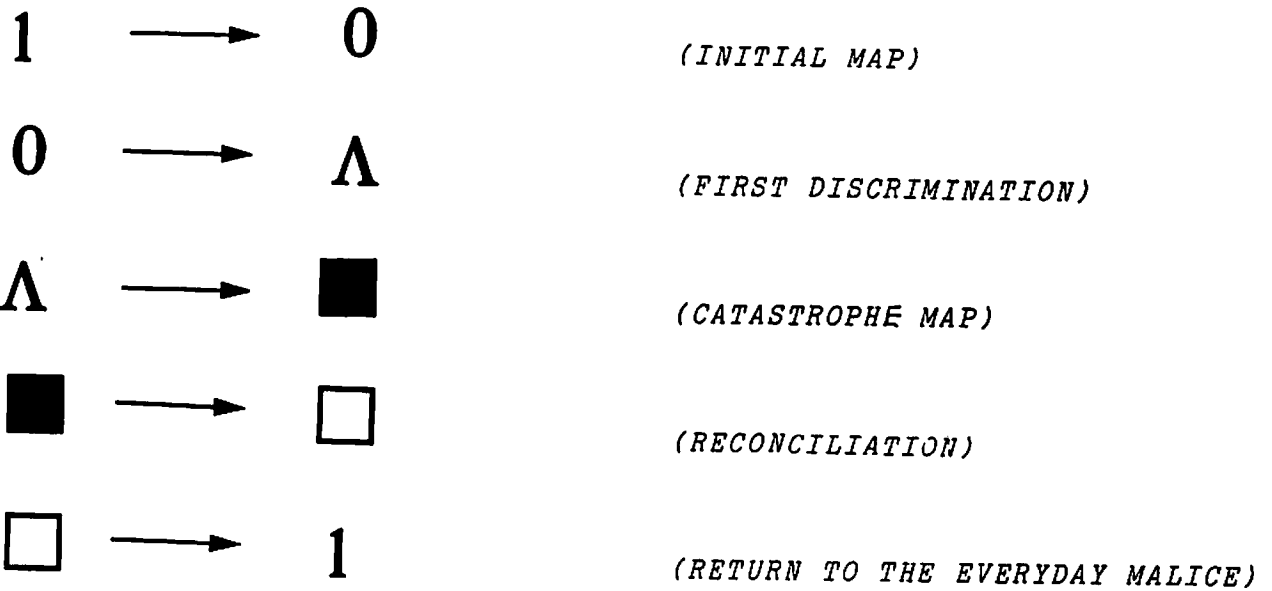 1 → 0 (INITIAL MAP)
0 → Λ (FIRST DISCRIMINATION)
Λ → ■ (CATASTROPHE MAP)
■ → □ (RECONCILIATION)
□ → 1 (RETURN TO THE EVERYDAY MALICE)